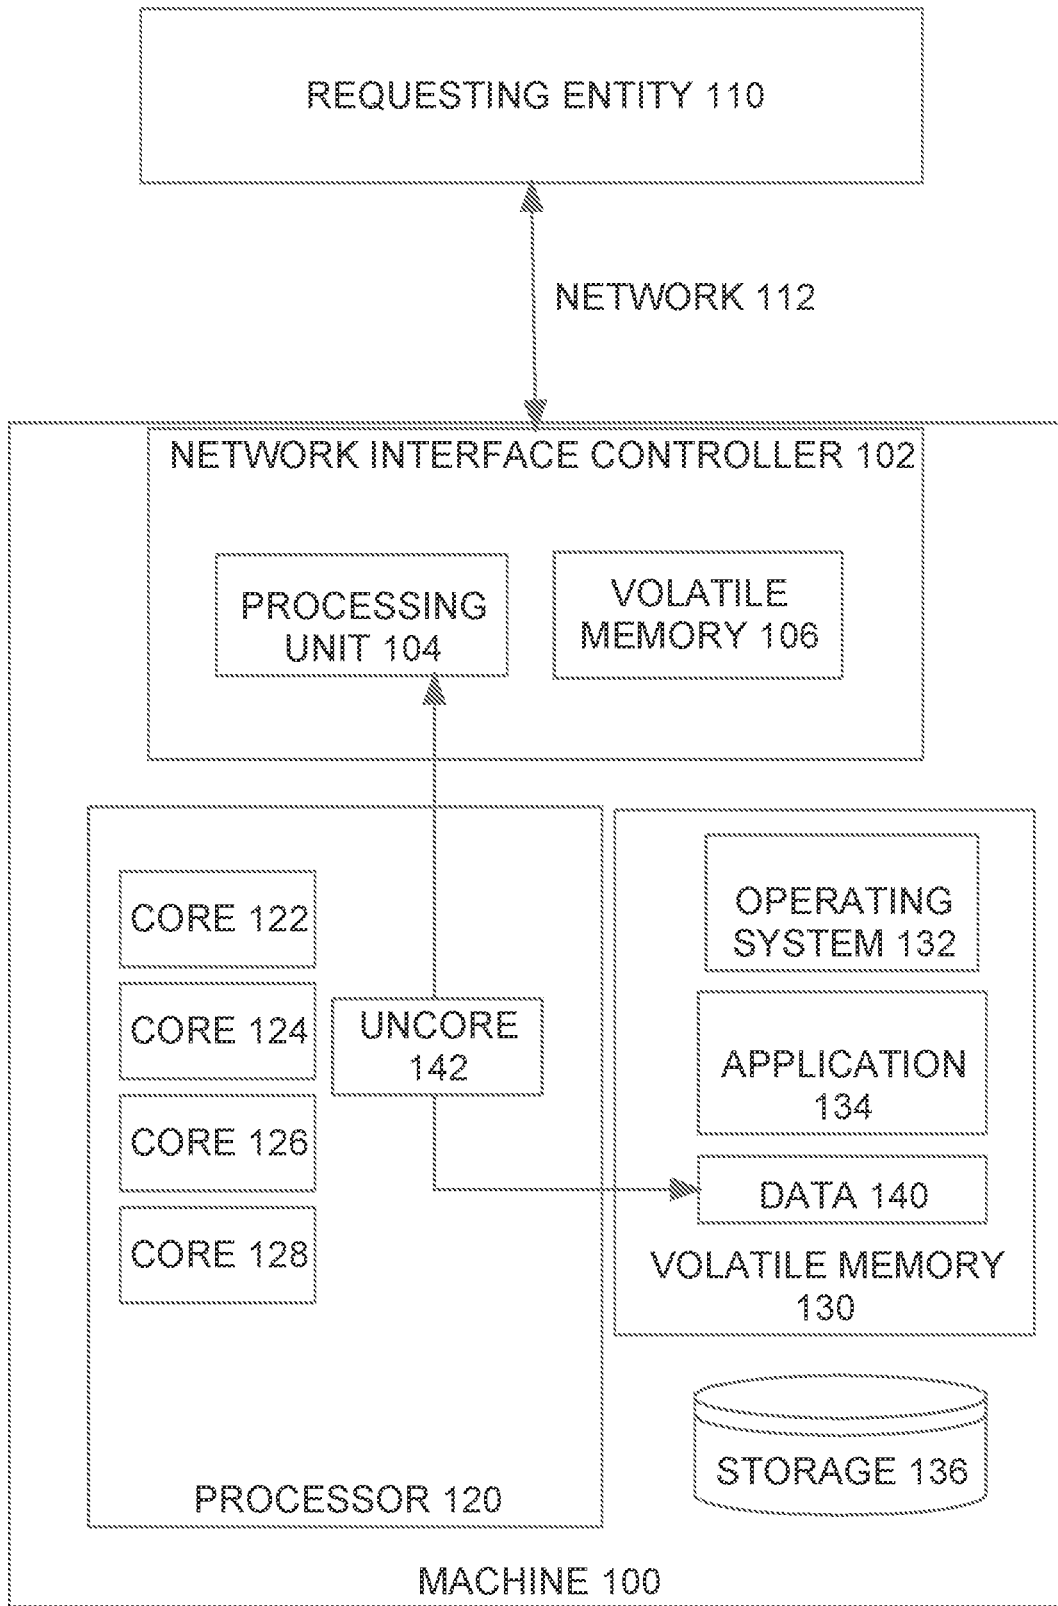 REQUESTING ENTITY 110
NETWORK 112
NETWORK INTERFACE CONTROLLER 102
PROCESSING
UNIT 104
VOLATILE
MEMORY 106
CORE 122
CORE 124
CORE 126
CORE 128
UNCORE
142
PROCESSOR 120
OPERATING
SYSTEM 132
APPLICATION
134
DATA 140
VOLATILE MEMORY
130
STORAGE 136
MACHINE 100